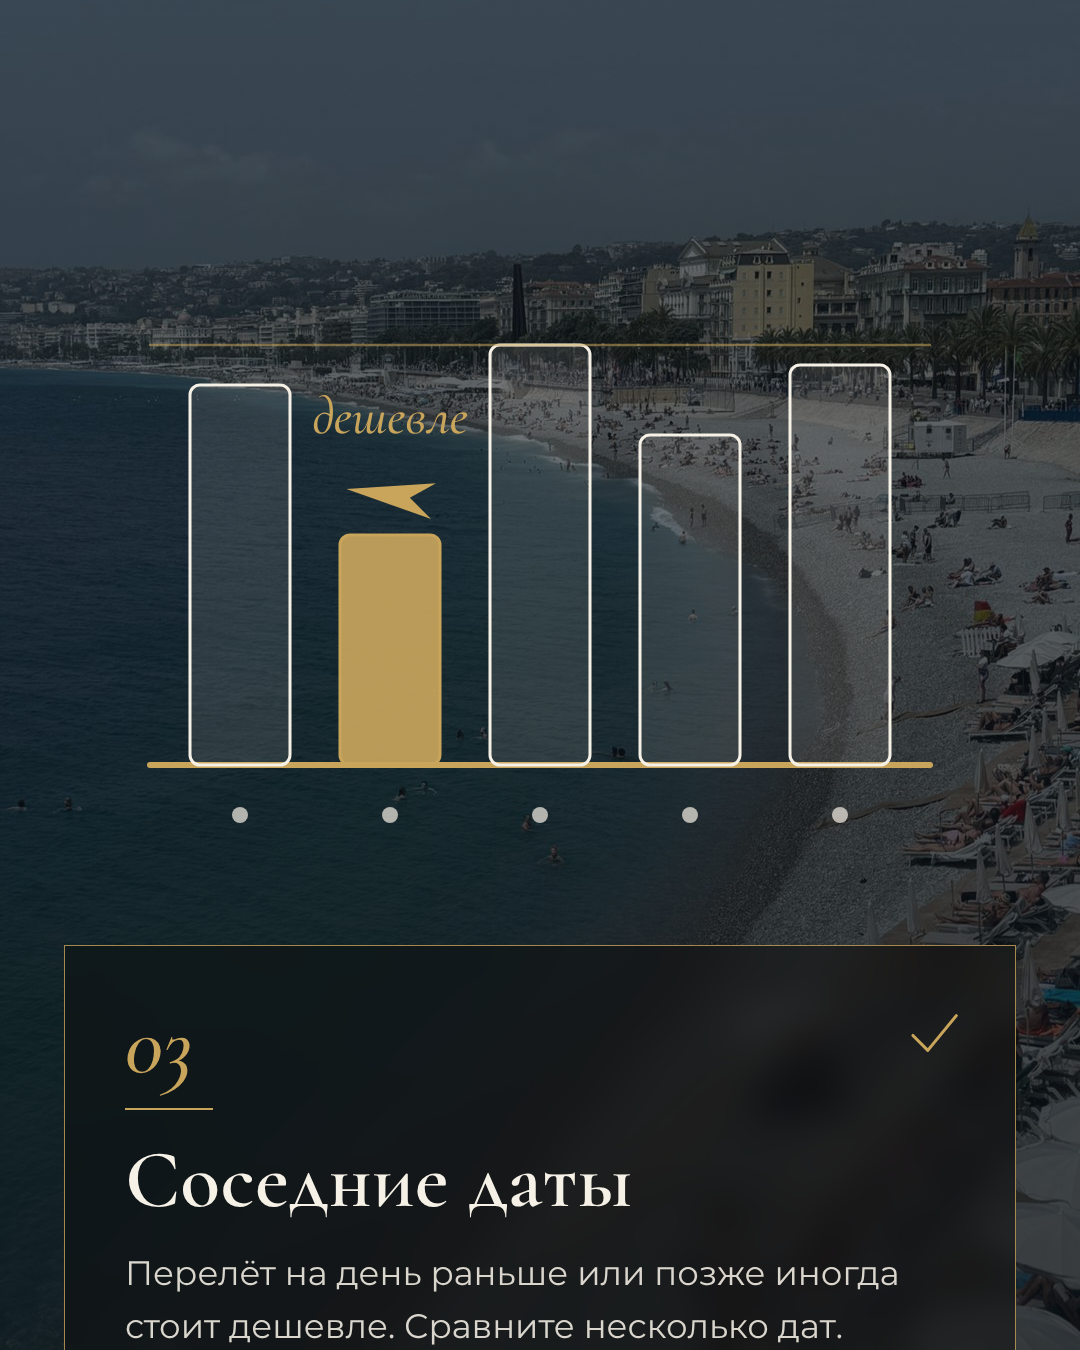 дешевле
03
Соседние даты
Перелёт на день раньше или позже иногда
стоит дешевле. Сравните несколько дат.